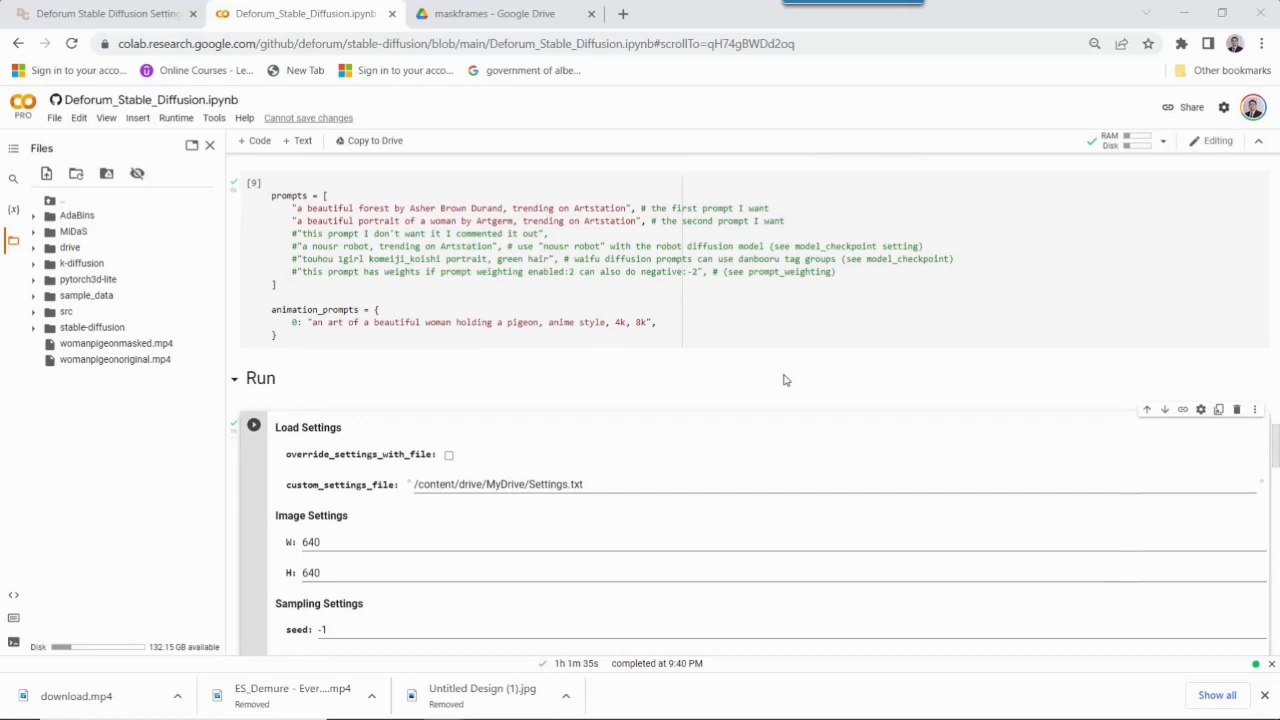 Deforum Stable Diffusion Setting
Deforum_Stable_Diffusion.ipynb
maskframes - Google Drive
colab.research.google.com/github/deforum/stable-diffusion/blob/main/Deforum_Stable_Diffusion.ipynb#scrollTo=qH74gBWDd2oq
Sign in to your acco...
Online Courses - Le...
New Tab
Sign in to your acco...
government of albe...
Other bookmarks
CO
PRO
Deforum_Stable_Diffusion.ipynb
File Edit View Insert Runtime Tools Help Cannot save changes
Share
Files
+ Code + Text Copy to Drive
RAM
Disk
Editing
..
AdaBins
MiDaS
drive
k-diffusion
pytorch3d-lite
sample_data
src
stable-diffusion
womanpigeonmasked.mp4
womanpigeonoriginal.mp4
Disk 132.15 GB available
[9]
prompts = [
"a beautiful forest by Asher Brown Durand, trending on Artstation", # the first prompt I want
"a beautiful portrait of a woman by Artgerm, trending on Artstation", # the second prompt I want
#"this prompt I don't want it I commented it out",
#"a nousr robot, trending on Artstation", # use "nousr robot" with the robot diffusion model (see model_checkpoint setting)
#"touhou 1girl komeiji_koishi portrait, green hair", # waifu diffusion prompts can use danbooru tag groups (see model_checkpoint)
#"this prompt has weights if prompt weighting enabled:2 can also do negative:-2", # (see prompt_weighting)
]
animation_prompts = {
0: "an art of a beautiful woman holding a pigeon, anime style, 4k, 8k",
}
Run
Load Settings
override_settings_with_file:
custom_settings_file: " /content/drive/MyDrive/Settings.txt "
Image Settings
W: 640
H: 640
Sampling Settings
seed: -1
1h 1m 35s completed at 9:40 PM
download.mp4
ES_Demure - Ever....mp4
Removed
Untitled Design (1).jpg
Removed
Show all